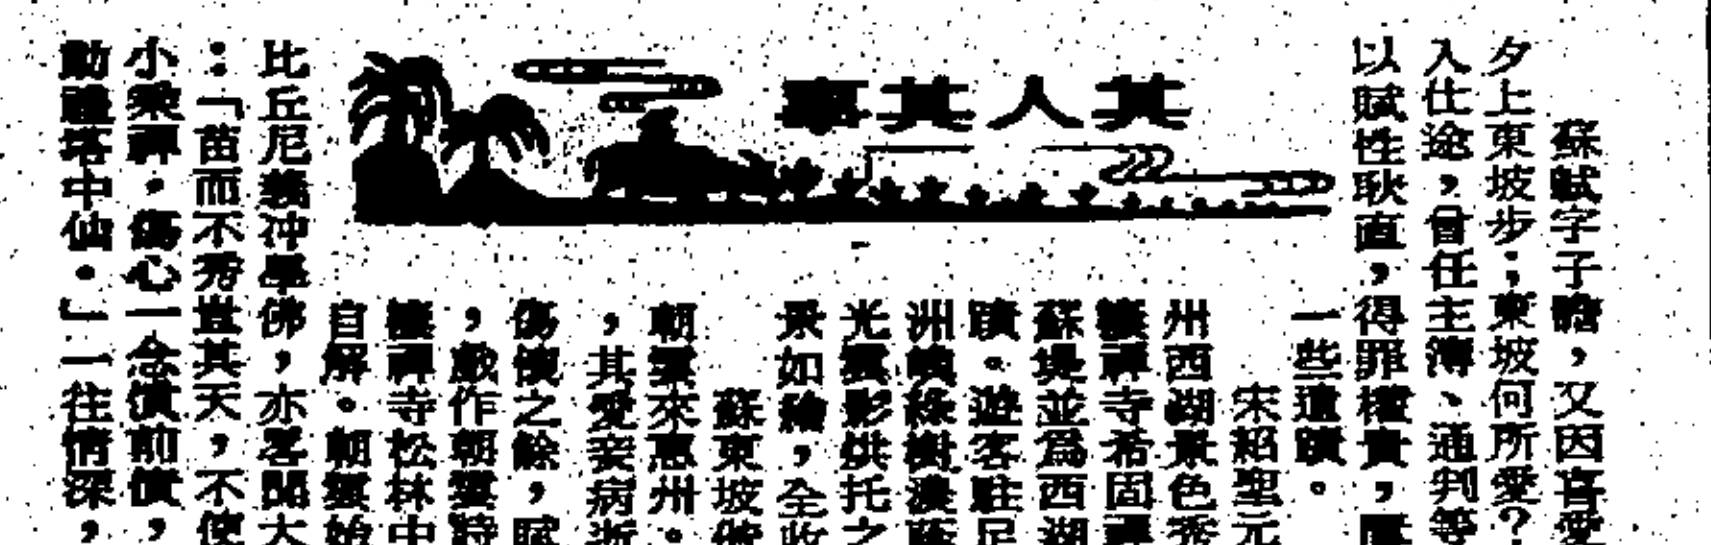 其人其事
蘇軾字子瞻，又因喜愛
夕上東坡步；東坡何所愛？
入仕途，曾任主簿、通判等
以賦性耿直，得罪權貴，
一些遺蹟。
宋紹聖元
州西湖景色秀
棲禪寺希固禪
蘇堤並為西湖
蹟。遊客駐足
洲 綠樹濃蔭
光雲影烘托之
景如繪，全收
蘇東坡
朝雲來惠州。
，其愛妾病逝
傷懷之餘，賦
，戲作朝雲詩
棲禪寺松林中
自解。朝雲始
比丘尼義沖學佛，亦略聞大
：「苗而不秀豈其天，不使
小乘禪。傷心一念償前債，
動禮塔中仙。」一往情深，